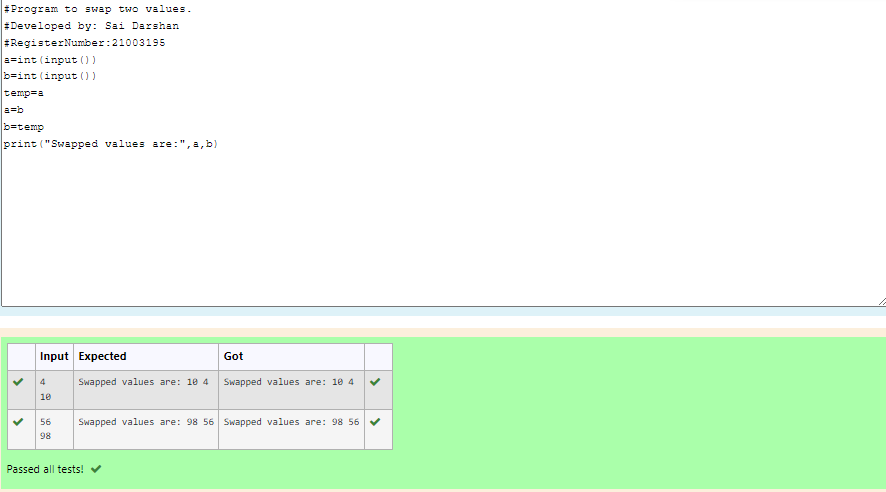 #Program to swap two values.
#Developed by: Sai Darshan
#RegisterNumber:21003195
a=int(input())
b=int(input())
temp=a
a=b
b=temp
print("Swapped values are:",a,b)
Input Expected Got
4 Swapped values are: 10 4 Swapped values are: 10 4
10
56 Swapped values are: 98 56 Swapped values are: 98 56
98
Passed all tests!